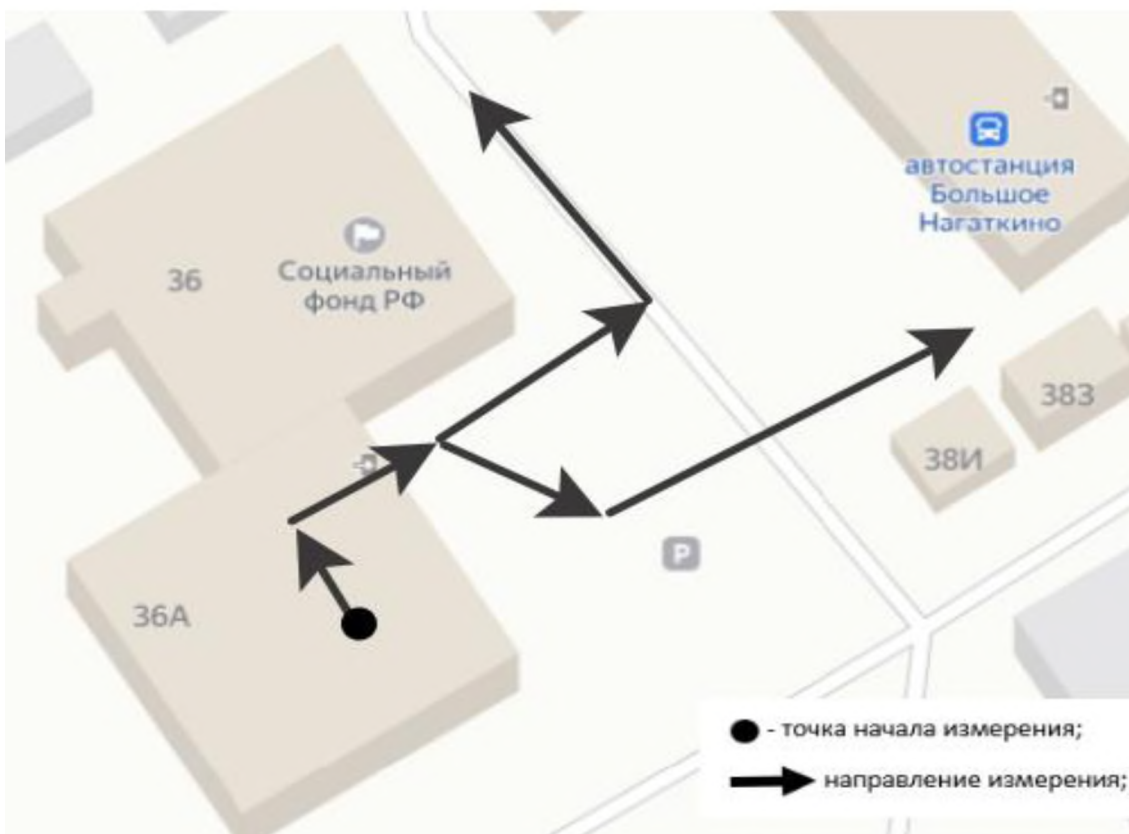 автостанция
Большое
Нагаткино
36
Социальный
фонд РФ
383
38И
P
36А
- точка начала измерения;
направление измерения;